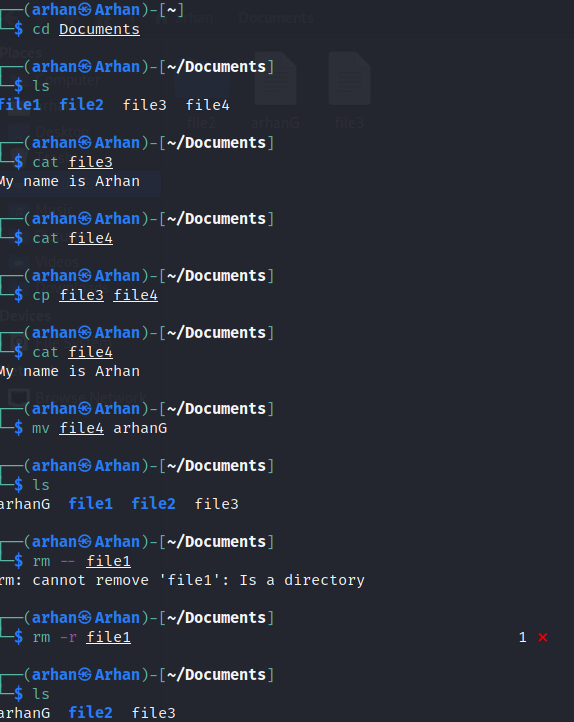 ┌──(arhan㉿Arhan)-[~]
└─$ cd Documents
┌──(arhan㉿Arhan)-[~/Documents]
└─$ ls
file1 file2 file3 file4
┌──(arhan㉿Arhan)-[~/Documents]
└─$ cat file3
My name is Arhan
┌──(arhan㉿Arhan)-[~/Documents]
└─$ cat file4
┌──(arhan㉿Arhan)-[~/Documents]
└─$ cp file3 file4
┌──(arhan㉿Arhan)-[~/Documents]
└─$ cat file4
My name is Arhan
┌──(arhan㉿Arhan)-[~/Documents]
└─$ mv file4 arhanG
┌──(arhan㉿Arhan)-[~/Documents]
└─$ ls
arhanG file1 file2 file3
┌──(arhan㉿Arhan)-[~/Documents]
└─$ rm -- file1
rm: cannot remove 'file1': Is a directory
┌──(arhan㉿Arhan)-[~/Documents]
└─$ rm -r file1 1 ⨯
┌──(arhan㉿Arhan)-[~/Documents]
└─$ ls
arhanG file2 file3